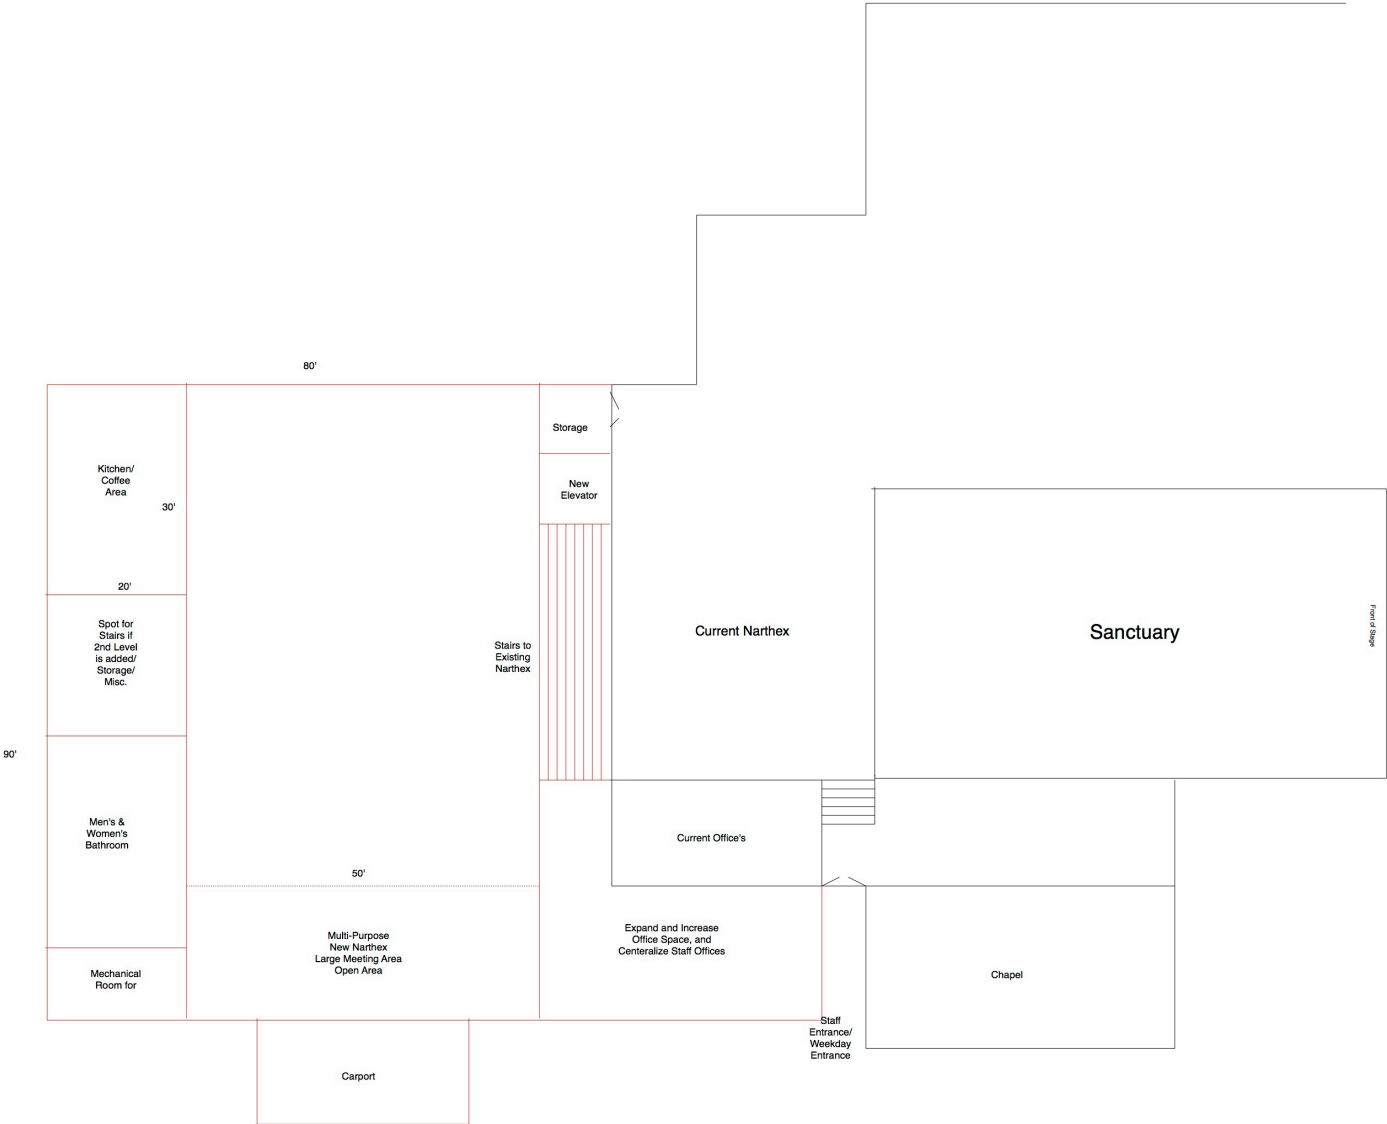 80'
Storage
Kitchen/
Coffee
Area
New
Elevator
30'
20'
Spot for
Stairs if
2nd Level
is added/
Storage/
Misc.
Stairs to
Existing
Narthex
Current Narthex
Sanctuary
Front of Stage
90'
Men's &
Women's
Bathroom
Current Office's
50'
Multi-Purpose
New Narthex
Large Meeting Area
Open Area
Expand and Increase
Office Space, and
Centeralize Staff Offices
Mechanical
Room for
Chapel
Staff
Entrance/
Weekday
Entrance
Carport